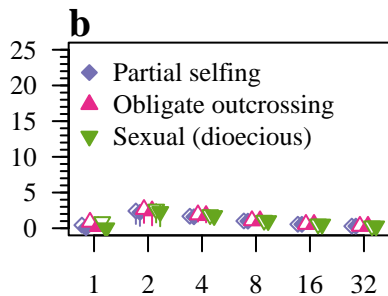 b
25
20
15
10
5
0
Partial selfing
Obligate outcrossing
Sexual (dioecious)
1 2 4 8 16 32